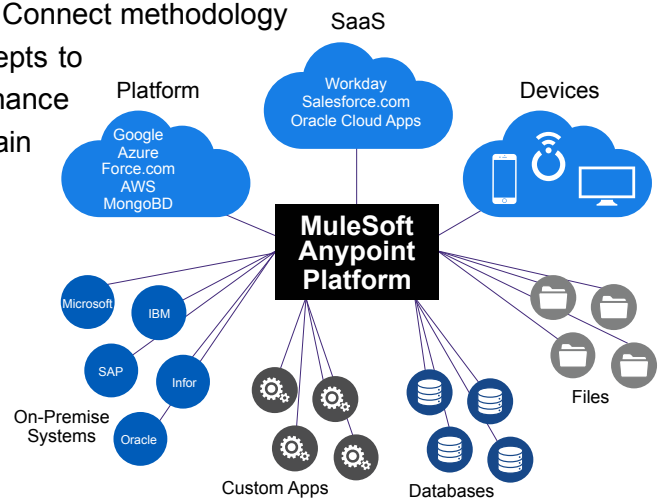 Connect methodology
epts to
nance
ain
SaaS
Workday
Salesforce.com
Oracle Cloud Apps
Platform
Google
Azure
Force.com
AWS
MongoBD
Devices
MuleSoft
Anypoint
Platform
Microsoft
IBM
SAP
Infor
Oracle
On-Premise
Systems
Custom Apps
Databases
Files